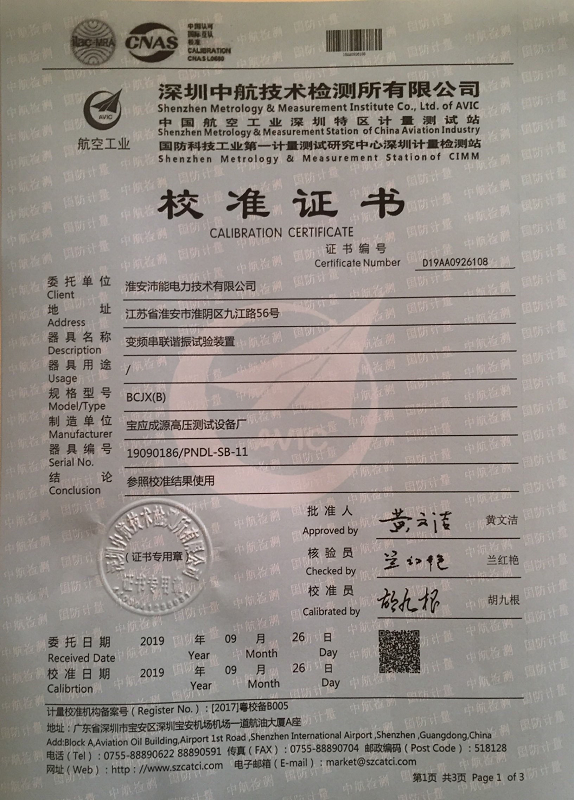 ilac-MRA
CNAS
中国认可
国际互认
校准
CALIBRATION
CNAS L0650
AVIC
航空工业
深圳中航技术检测所有限公司
Shenzhen Metrology & Measurement Institute Co., Ltd. of AVIC
中国航空工业深圳特区计量测试站
Shenzhen Metrology & Measurement Station of China Aviation Industry
国防科技工业第一计量测试研究中心深圳计量检测站
Shenzhen Metrology & Measurement Station of CIMM
校准证书
CALIBRATION CERTIFICATE
证书编号
Certificate Number D19AA0926108
委托单位 淮安沛能电力技术有限公司
Client
地址 江苏省淮安市淮阴区九江路56号
Address
器具名称 变频串联谐振试验装置
Description
器具用途 /
Usage
规格型号 BCJX(B)
Model/Type
制造单位 宝应成源高压测试设备厂
Manufacturer
器具编号 19090186/PNDL-SB-11
Serial No.
结论 参照校准结果使用
Conclusion
批准人 黄文洁 黄文洁
Approved by
(证书专用章)
核验员 兰红艳 兰红艳
Checked by
校准员 胡九根 胡九根
Calibrated by
委托日期 2019 年 09 月 26 日
Received Date Year Month Day
校准日期 2019 年 09 月 26 日
Calibrtion Year Month Day
计量校准机构备案号 (Register No.) : [2017]粤校备B005
地址: 广东省深圳市宝安区深圳宝安机场机场一道航油大厦A座
Add:Block A,Aviation Oil Building,Airport 1st Road ,Shenzhen International Airport ,Shenzhen ,Guangdong,China
电话 (Tel) : 0755-88890622 88890591 传真 (FAX) : 0755-88890704 邮政编码 (Post Code) : 518128
网址 (Web) : http://www.szcatci.com 电子邮箱 (E-mail) : market@szcatci.com
第1页 共3页 Page 1 of 3